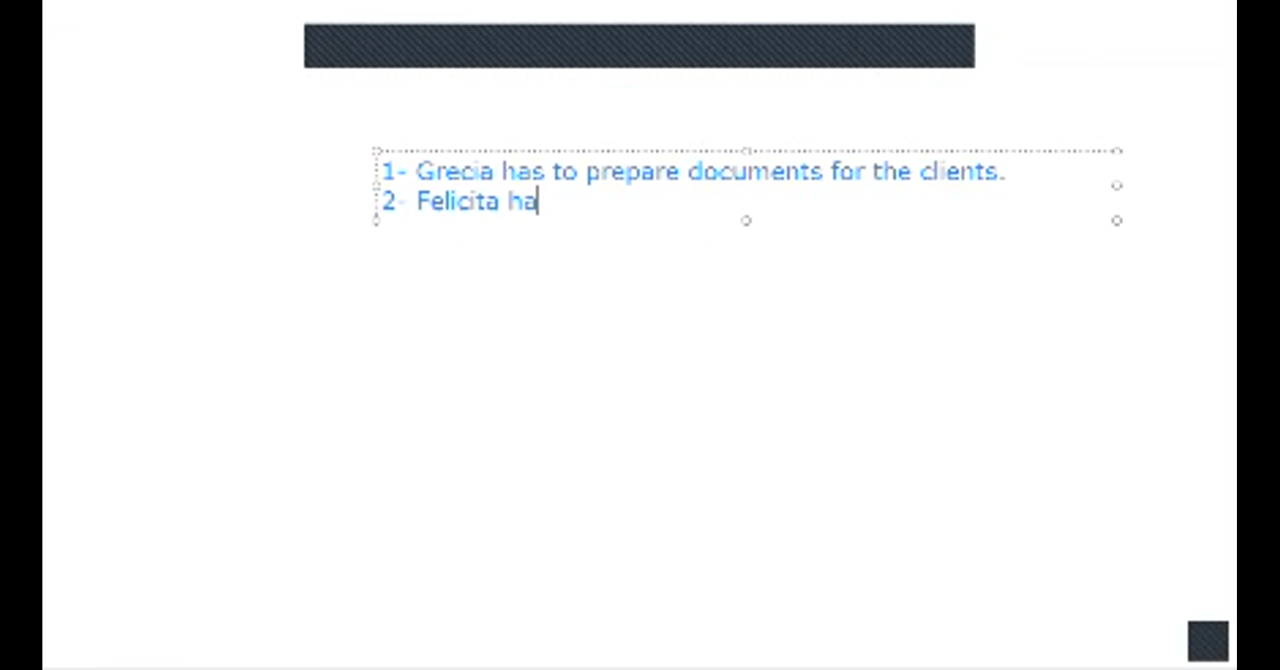 1- Grecia has to prepare documents for the clients.
2- Felicita ha